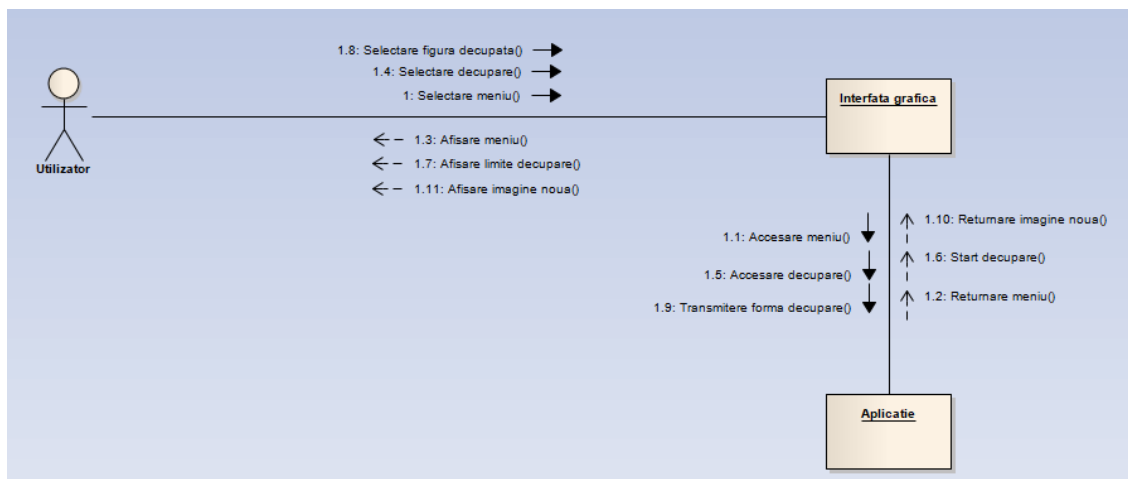 1.8: Selectare figura decupata()
1.4: Selectare decupare()
1: Selectare meniu()
Interfata grafica
Utilizator
1.3: Afisare meniu()
1.7: Afisare limite decupare()
1.11: Afisare imagine noua()
1.10: Returnare imagine noua()
1.1: Accesare meniu()
1.6: Start decupare()
1.5: Accesare decupare()
1.2: Returnare meniu()
1.9: Transmitere forma decupare()
Aplicatie